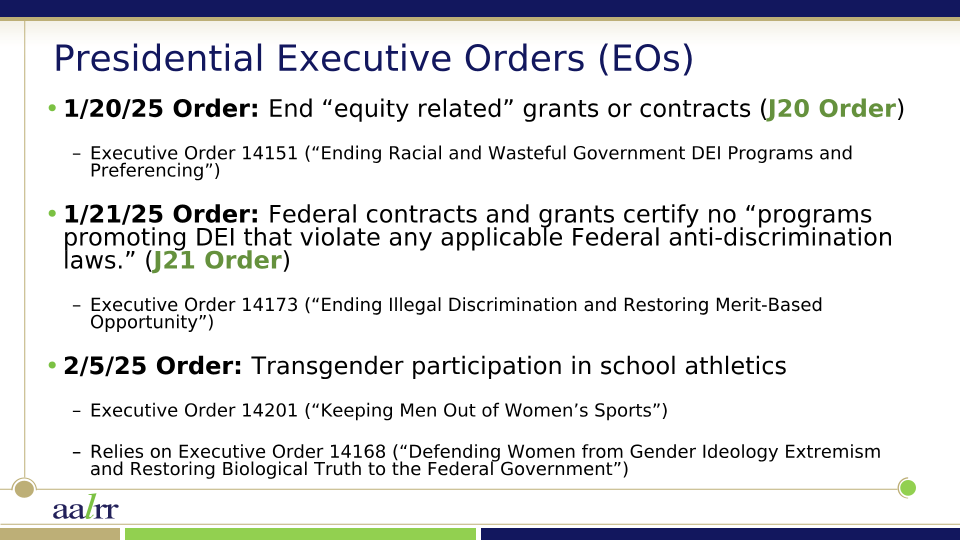 Presidential Executive Orders (EOs)
• 1/20/25 Order: End “equity related” grants or contracts (J20 Order)
– Executive Order 14151 (“Ending Racial and Wasteful Government DEI Programs and
Preferencing”)
• 1/21/25 Order: Federal contracts and grants certify no “programs
promoting DEI that violate any applicable Federal anti-discrimination
laws.” (J21 Order)
– Executive Order 14173 (“Ending Illegal Discrimination and Restoring Merit-Based
Opportunity”)
• 2/5/25 Order: Transgender participation in school athletics
– Executive Order 14201 (“Keeping Men Out of Women’s Sports”)
– Relies on Executive Order 14168 (“Defending Women from Gender Ideology Extremism
and Restoring Biological Truth to the Federal Government”)
aalrr